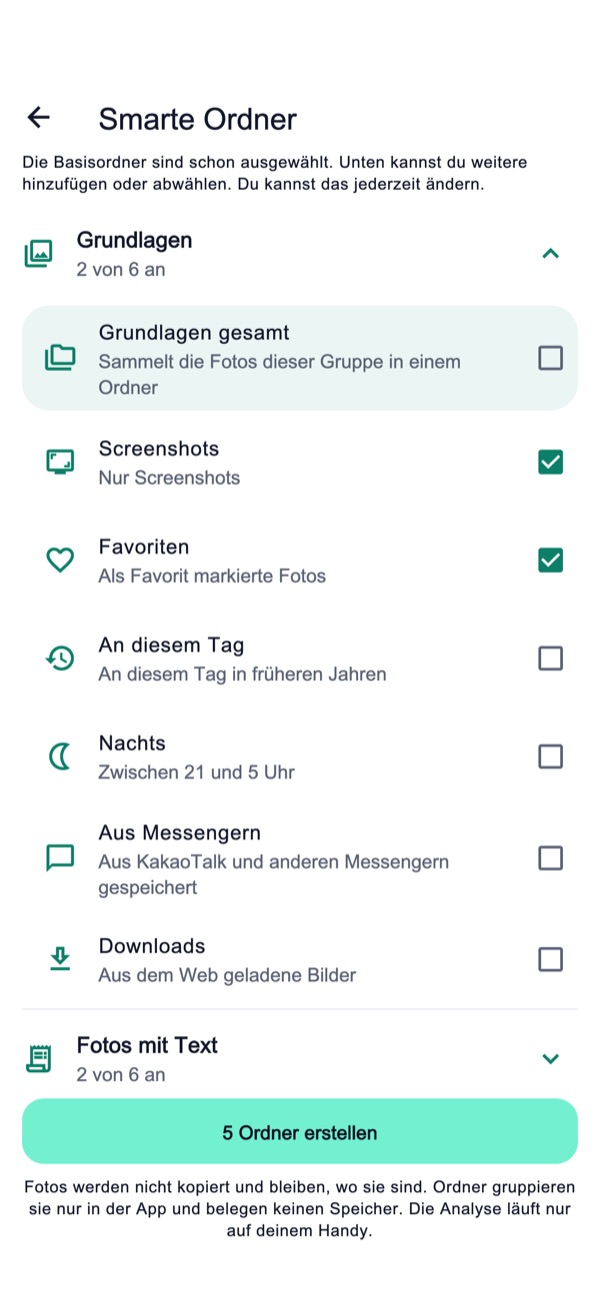 Smarte Ordner
Die Basisordner sind schon ausgewählt. Unten kannst du weitere
hinzufügen oder abwählen. Du kannst das jederzeit ändern.
Grundlagen
2 von 6 an
Grundlagen gesamt
Sammelt die Fotos dieser Gruppe in einem
Ordner
Screenshots
Nur Screenshots
Favoriten
Als Favorit markierte Fotos
An diesem Tag
An diesem Tag in früheren Jahren
Nachts
Zwischen 21 und 5 Uhr
Aus Messengern
Aus KakaoTalk und anderen Messengern
gespeichert
Downloads
Aus dem Web geladene Bilder
Fotos mit Text
2 von 6 an
5 Ordner erstellen
Fotos werden nicht kopiert und bleiben, wo sie sind. Ordner gruppieren
sie nur in der App und belegen keinen Speicher. Die Analyse läuft nur
auf deinem Handy.